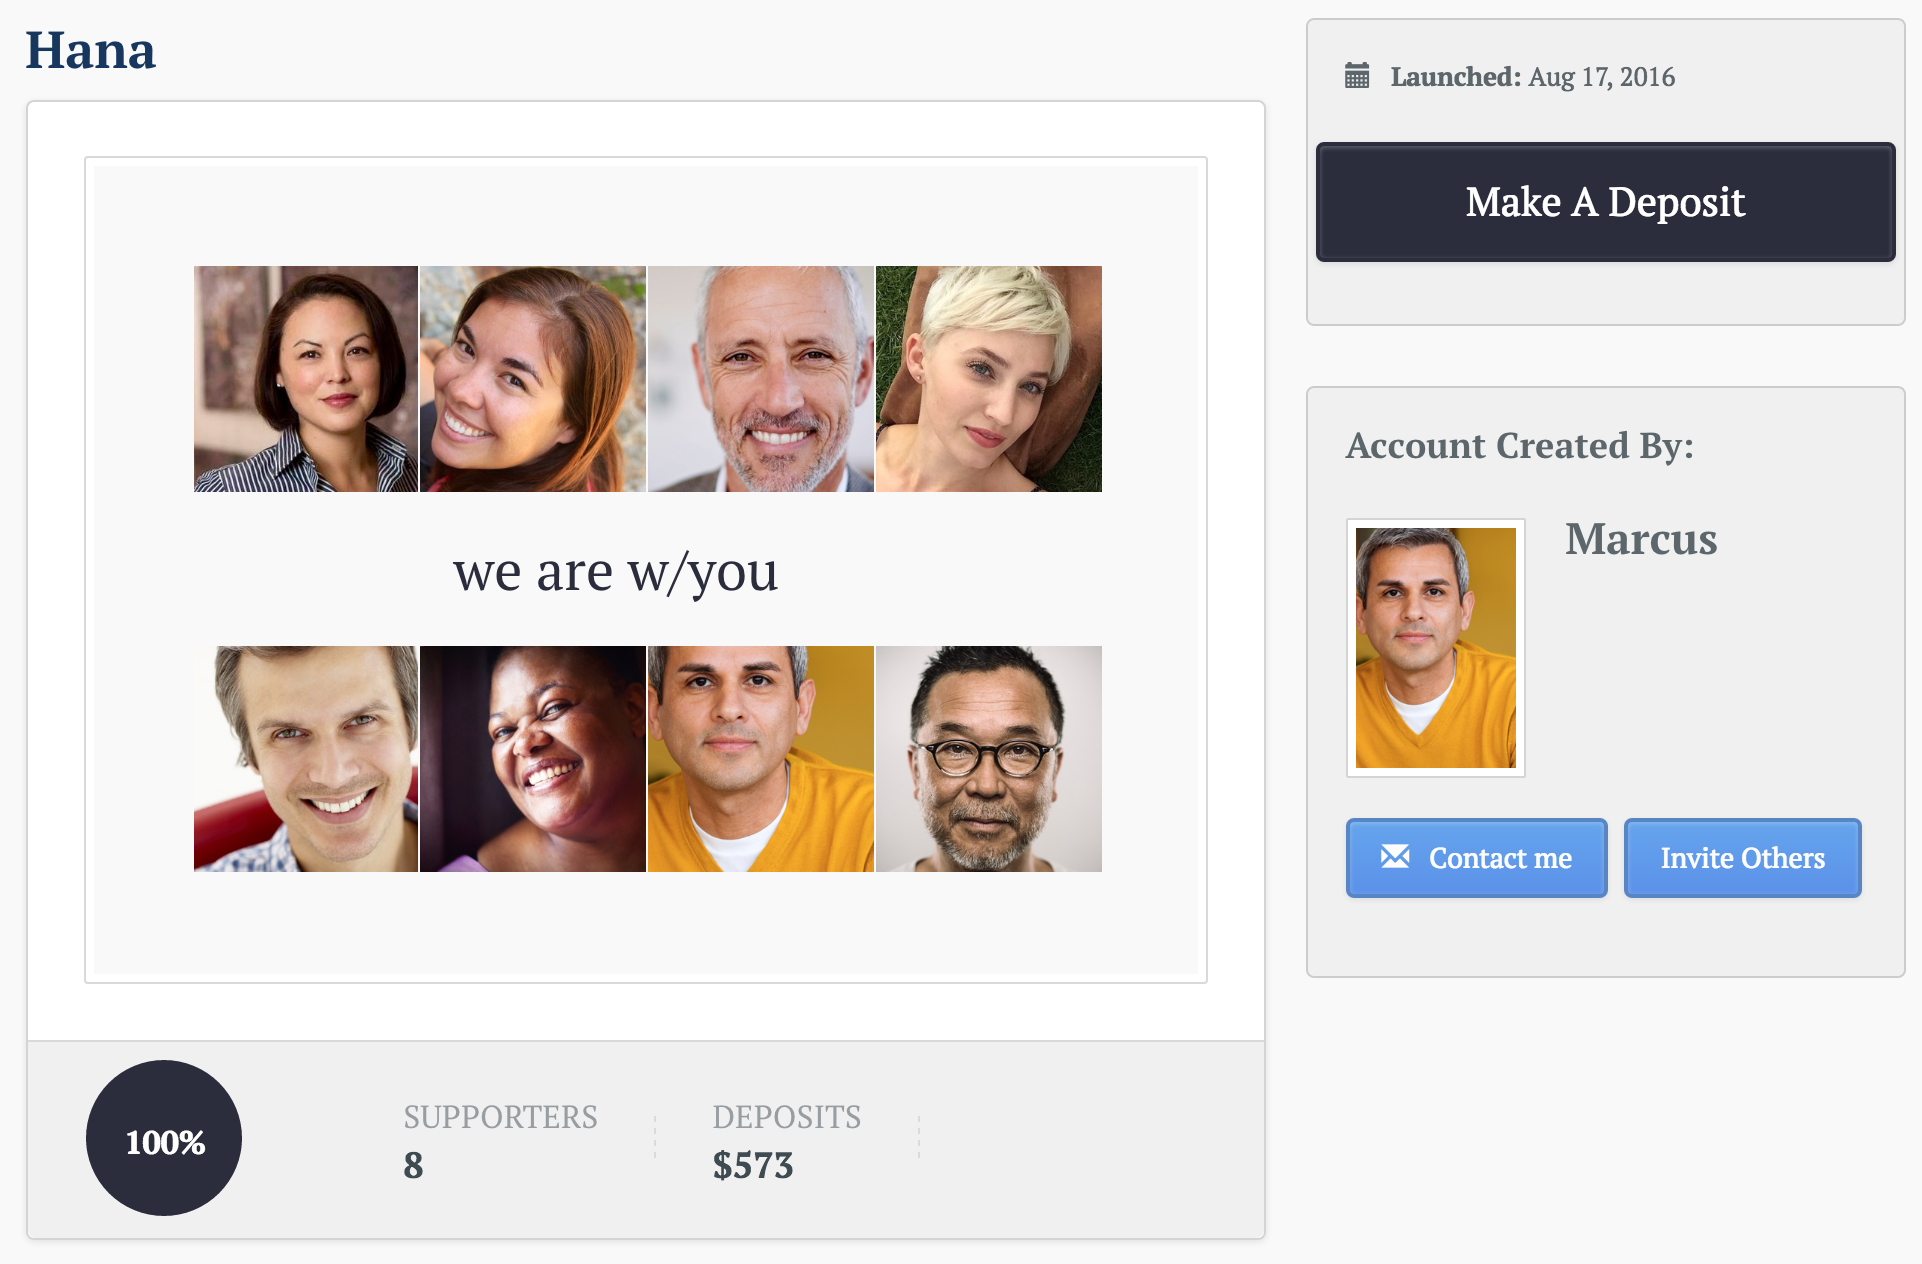 Hana
we are w/you
100%
SUPPORTERS
8
DEPOSITS
$573
Launched: Aug 17, 2016
Make A Deposit
Account Created By:
Marcus
Contact me
Invite Others